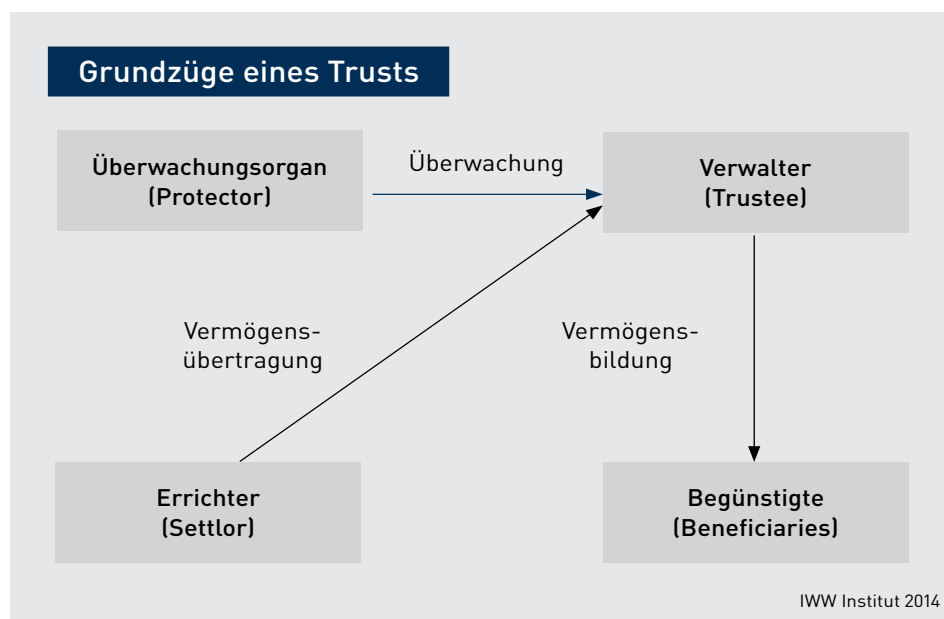 Grundzüge eines Trusts
Überwachungsorgan
(Protector)
Überwachung
Verwalter
(Trustee)
Vermögens-
übertragung
Vermögens-
bildung
Errichter
(Settlor)
Begünstigte
(Beneficiaries)
IWW Institut 2014